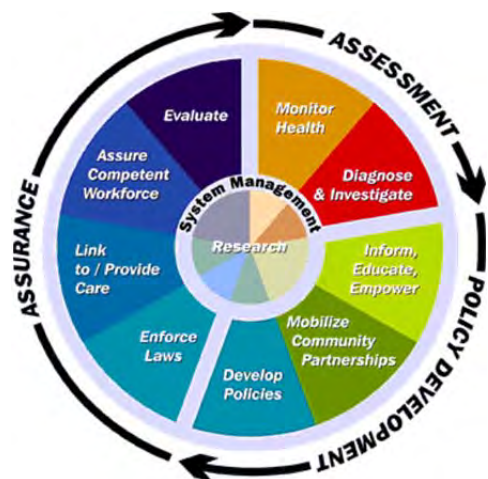 ASSESSMENT
Monitor
Health
Diagnose
& Investigate
POLICY DEVELOPMENT
Inform,
Educate,
Empower
Mobilize
Community
Partnerships
Develop
Policies
ASSURANCE
Enforce
Laws
Link
to / Provide
Care
Assure
Competent
Workforce
Evaluate
System Management
Research